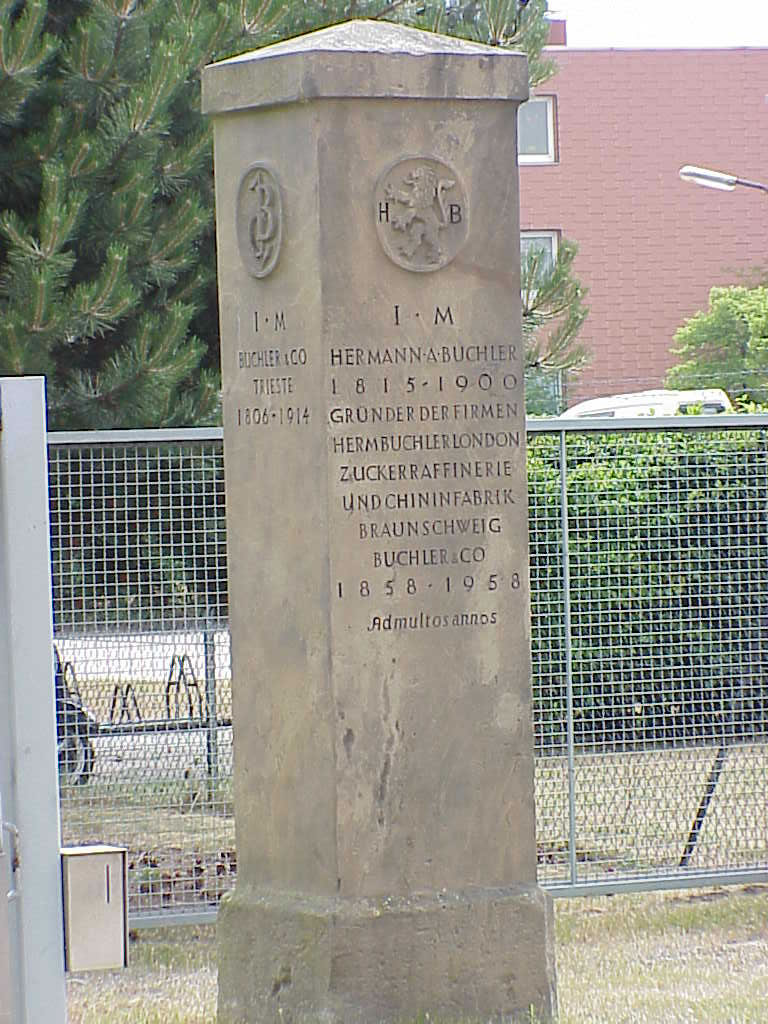 I · M
BUCHLER & CO
TRIESTE
1806 · 1914
H B
I · M
HERMANN · A · BUCHLER
1815 - 1900
GRÜNDER DER FIRMEN
HERM BUCHLER LONDON
ZUCKERRAFFINERIE
UND CHININFABRIK
BRAUNSCHWEIG
BUCHLER & CO
1858 - 1958
Ad multos annos